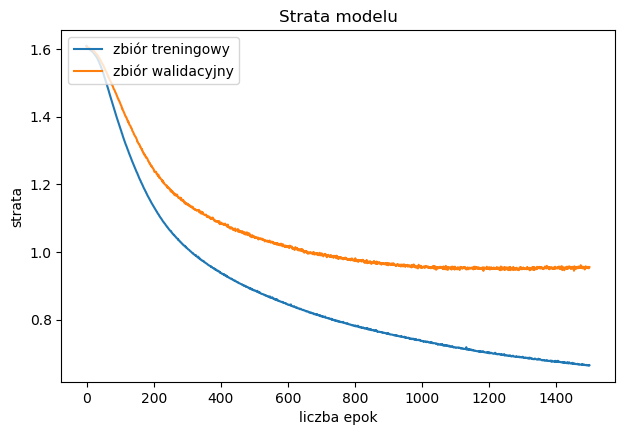 Strata modelu
zbiór treningowy
zbiór walidacyjny
strata
1.6
1.4
1.2
1.0
0.8
0 200 400 600 800 1000 1200 1400
liczba epok